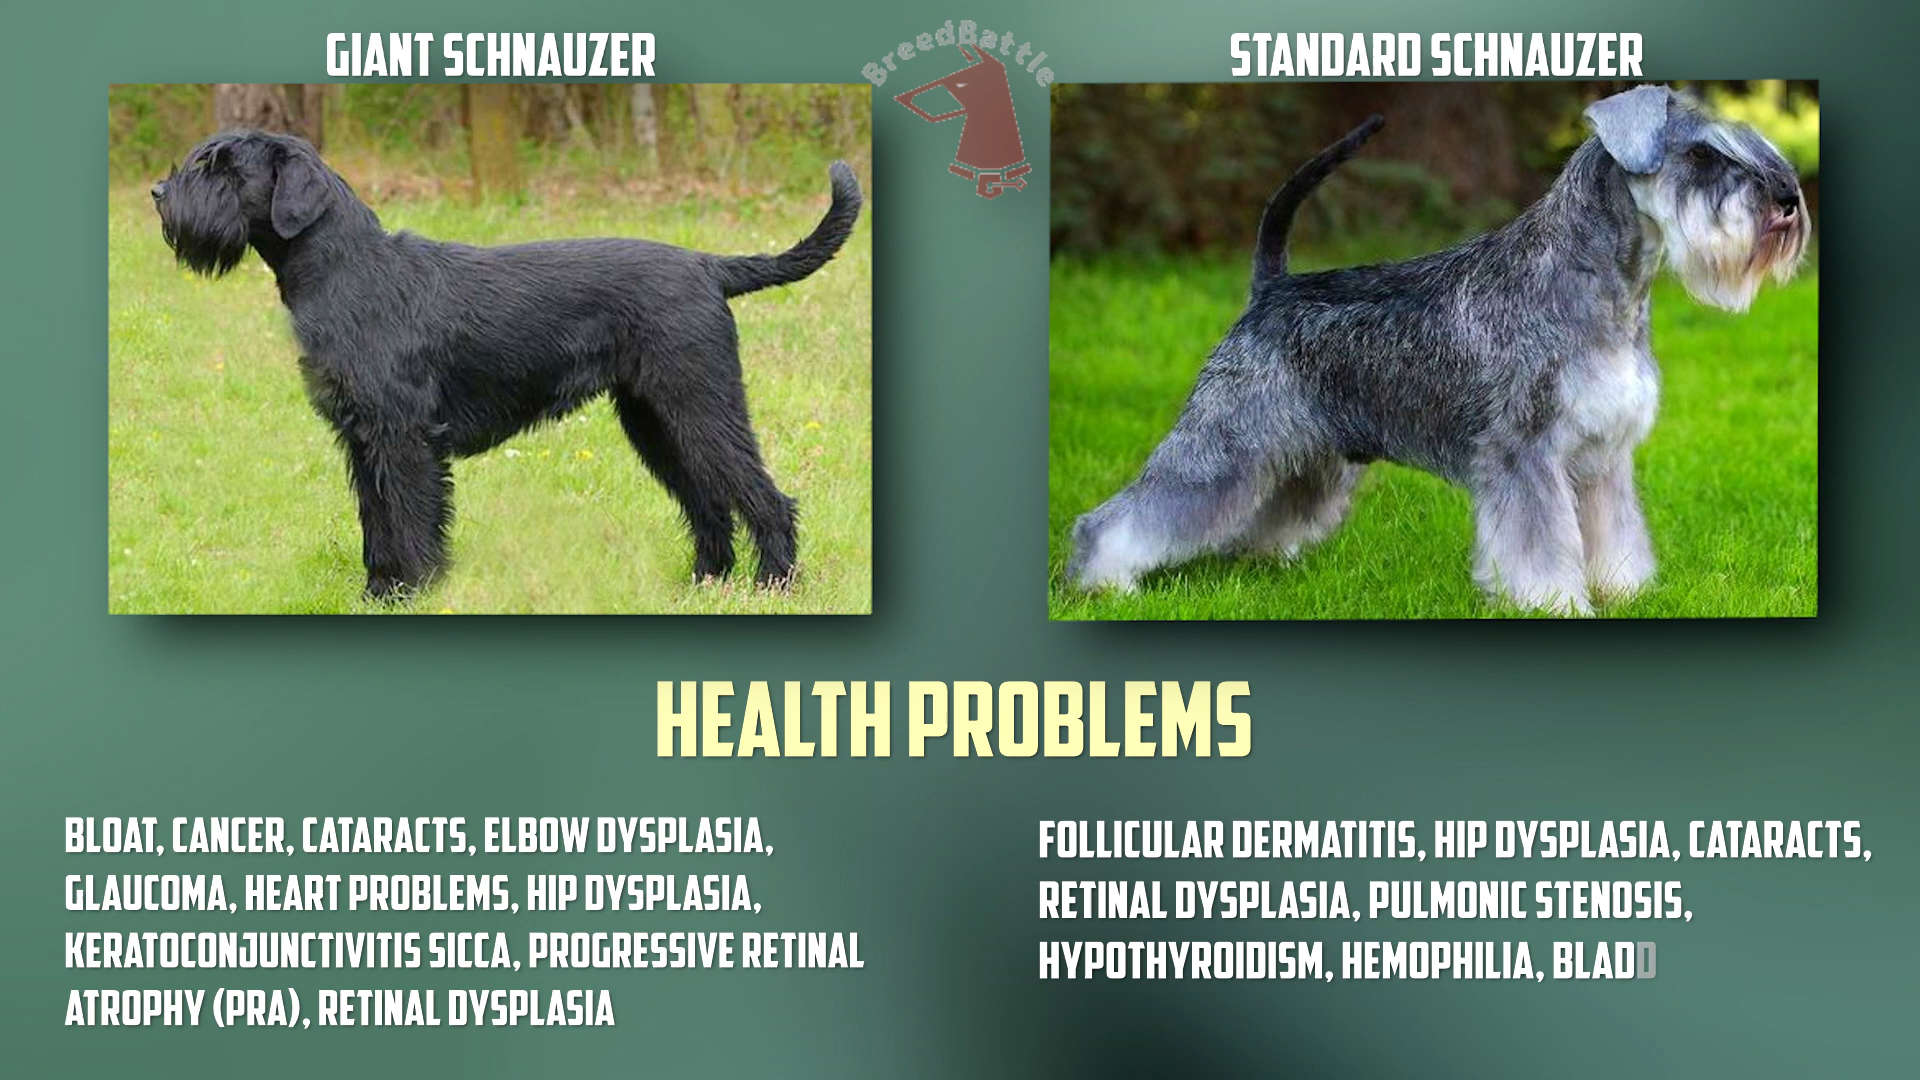 GIANT SCHNAUZER
BreedBattle
STANDARD SCHNAUZER
HEALTH PROBLEMS
BLOAT, CANCER, CATARACTS, ELBOW DYSPLASIA,
GLAUCOMA, HEART PROBLEMS, HIP DYSPLASIA,
KERATOCONJUNCTIVITIS SICCA, PROGRESSIVE RETINAL
ATROPHY (PRA), RETINAL DYSPLASIA
FOLLICULAR DERMATITIS, HIP DYSPLASIA, CATARACTS,
RETINAL DYSPLASIA, PULMONIC STENOSIS,
HYPOTHYROIDISM, HEMOPHILIA, BLADD